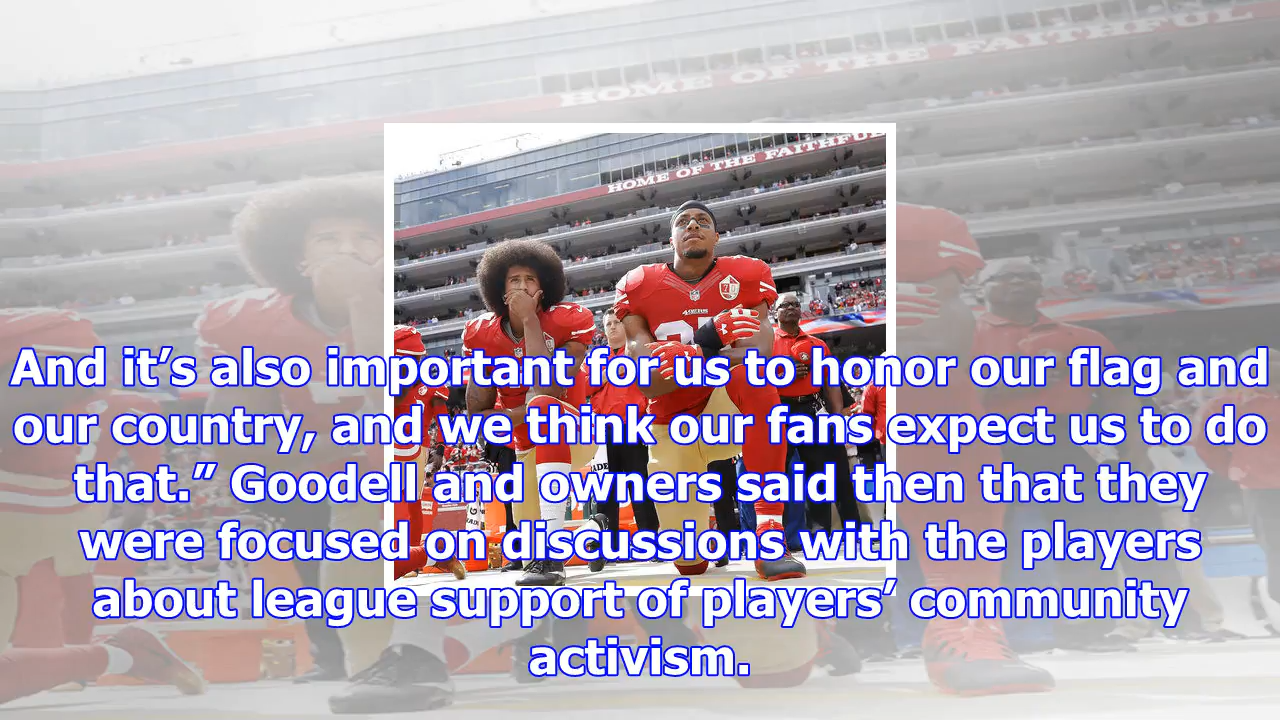 HOME OF THE FAITHFUL
HOME OF THE FAITHFUL
49ERS
And it’s also important for us to honor our flag and
our country, and we think our fans expect us to do
that.” Goodell and owners said then that they
were focused on discussions with the players
about league support of players’ community
activism.